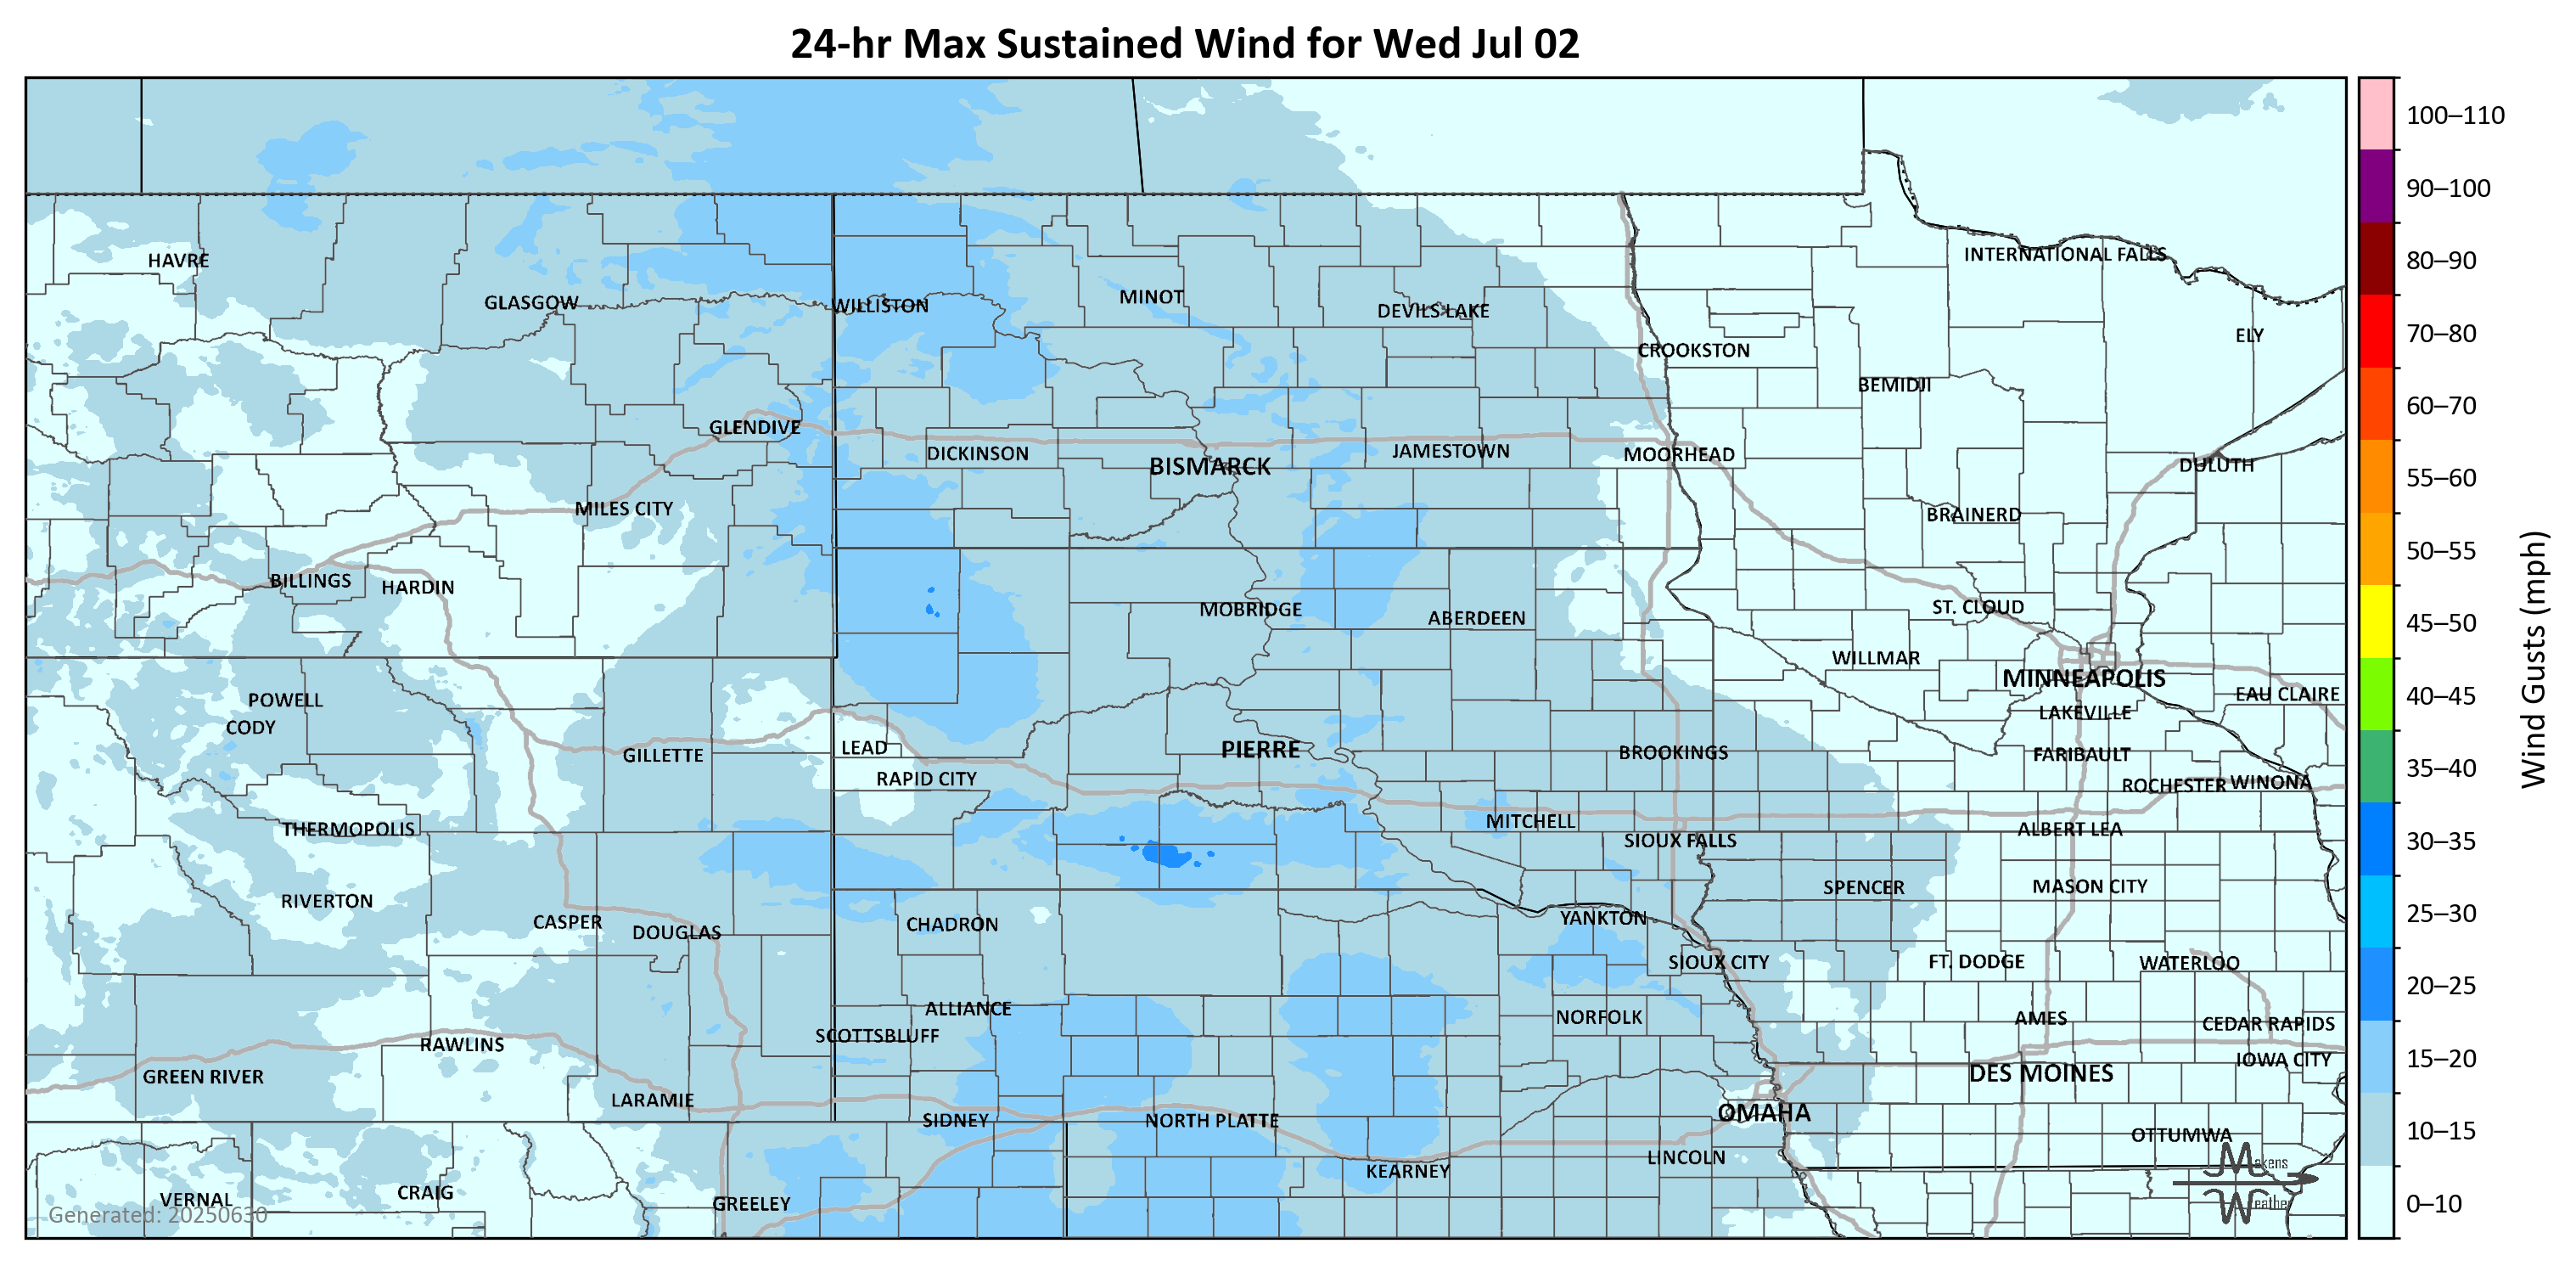 24-hr Max Sustained Wind for Wed Jul 02
100–110
90–100
80–90
70–80
60–70
55–60
50–55
45–50
40–45
35–40
30–35
25–30
20–25
15–20
10–15
0–10
Wind Gusts (mph)
HAVRE
INTERNATIONAL FALLS
GLASGOW
WILLISTON
MINOT
DEVILS LAKE
ELY
CROOKSTON
BEMIDJI
GLENDIVE
DICKINSON
BISMARCK
JAMESTOWN
MOORHEAD
DULUTH
MILES CITY
BRAINERD
BILLINGS
HARDIN
MOBRIDGE
ABERDEEN
ST. CLOUD
WILLMAR
MINNEAPOLIS
POWELL
EAU CLAIRE
CODY
LAKEVILLE
GILLETTE
LEAD
PIERRE
BROOKINGS
FARIBAULT
RAPID CITY
ROCHESTER
WINONA
THERMOPOLIS
MITCHELL
ALBERT LEA
SIOUX FALLS
RIVERTON
SPENCER
MASON CITY
CASPER
DOUGLAS
CHADRON
YANKTON
SIOUX CITY
FT. DODGE
WATERLOO
ALLIANCE
NORFOLK
AMES
CEDAR RAPIDS
SCOTTSBLUFF
RAWLINS
IOWA CITY
GREEN RIVER
DES MOINES
LARAMIE
SIDNEY
NORTH PLATTE
OMAHA
OTTUMWA
LINCOLN
KEARNEY
VERNAL
CRAIG
GREELEY
Makens
Weather
Generated: 20250630